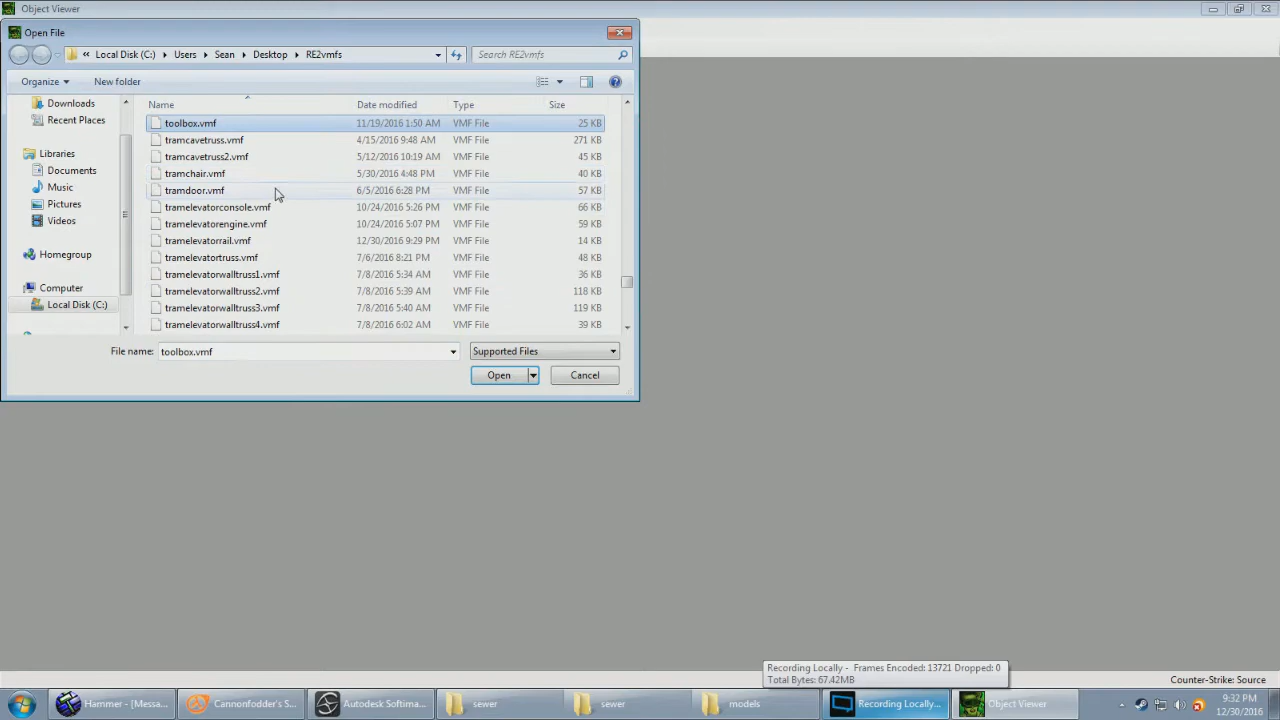 Object Viewer
Open File
« Local Disk (C:) Users Sean Desktop RE2vmfs
Search RE2vmfs
Organize New folder
Name Date modified Type Size
Downloads
Recent Places
Libraries
Documents
Music
Pictures
Videos
Homegroup
Computer
Local Disk (C:)
toolbox.vmf 11/19/2016 1:50 AM VMF File 25 KB
tramcavetruss.vmf 4/15/2016 9:48 AM VMF File 271 KB
tramcavetruss2.vmf 5/12/2016 10:19 AM VMF File 45 KB
tramchair.vmf 5/30/2016 4:48 PM VMF File 40 KB
tramdoor.vmf 6/5/2016 6:28 PM VMF File 57 KB
tramelevatorconsole.vmf 10/24/2016 5:26 PM VMF File 66 KB
tramelevatorengine.vmf 10/24/2016 5:07 PM VMF File 59 KB
tramelevatorrail.vmf 12/30/2016 9:29 PM VMF File 14 KB
tramelevatortruss.vmf 7/6/2016 8:21 PM VMF File 48 KB
tramelevatorwalltruss1.vmf 7/8/2016 5:34 AM VMF File 36 KB
tramelevatorwalltruss2.vmf 7/8/2016 5:39 AM VMF File 118 KB
tramelevatorwalltruss3.vmf 7/8/2016 5:40 AM VMF File 119 KB
tramelevatorwalltruss4.vmf 7/8/2016 6:02 AM VMF File 39 KB
File name: toolbox.vmf Supported Files
Open Cancel
Recording Locally - Frames Encoded: 13721 Dropped: 0
Total Bytes: 67.42MB
Counter-Strike: Source
Hammer - [Messa... Cannonfodder's S... Autodesk Softima... sewer sewer models Recording Locally... Object Viewer
9:32 PM
12/30/2016